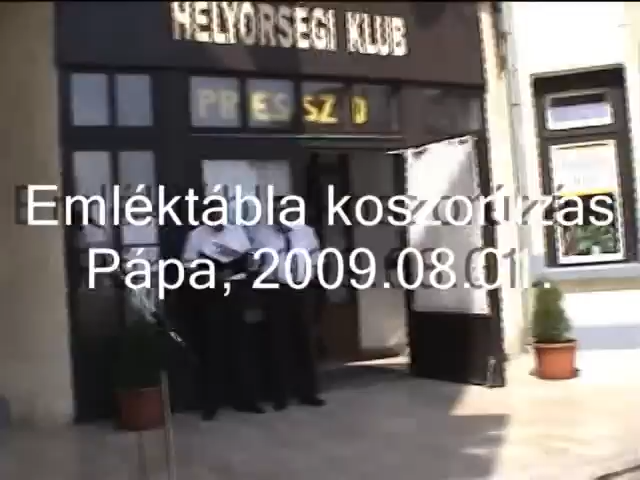 HELYŐRSÉGI KLUB
PRESSZÓ
Emléktábla koszorúzás
Pápa, 2009.08.01.